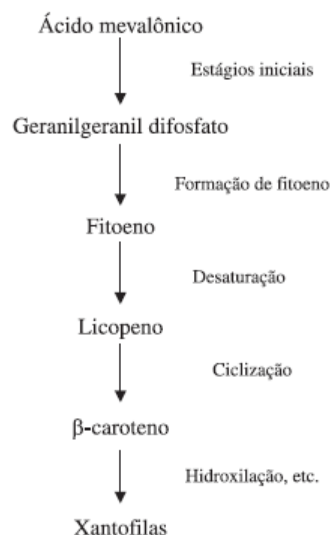 Ácido mevalônico
Estágios iniciais
Geranilgeranil difosfato
Formação de fitoeno
Fitoeno
Desaturação
Licopeno
Ciclização
β-caroteno
Hidroxilação, etc.
Xantofilas